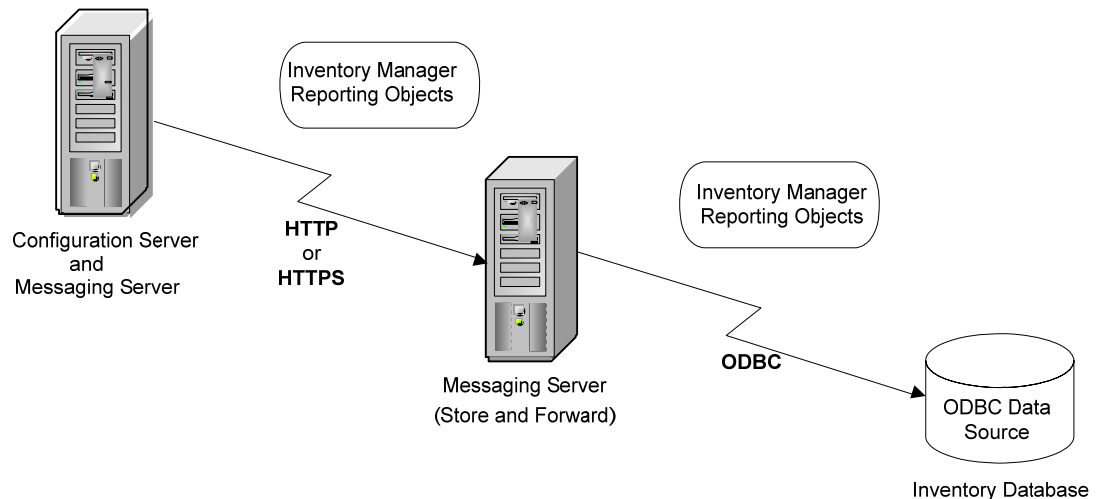 Inventory Manager
Reporting Objects
Inventory Manager
Reporting Objects
Configuration Server
and
Messaging Server
HTTP
or
HTTPS
ODBC
Messaging Server
(Store and Forward)
ODBC Data
Source
Inventory Database